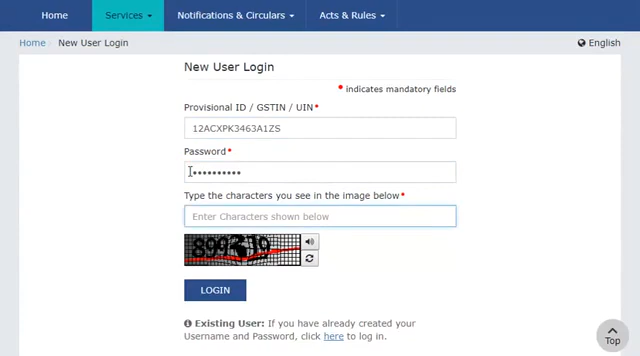 Home Services Notifications & Circulars Acts & Rules
Home New User Login English
New User Login
• indicates mandatory fields
Provisional ID / GSTIN / UIN•
12ACXPK3463A1ZS
Password•
••••••••••
Type the characters you see in the image below•
Enter Characters shown below
LOGIN
Existing User: If you have already created your
Username and Password, click here to log in.
Top